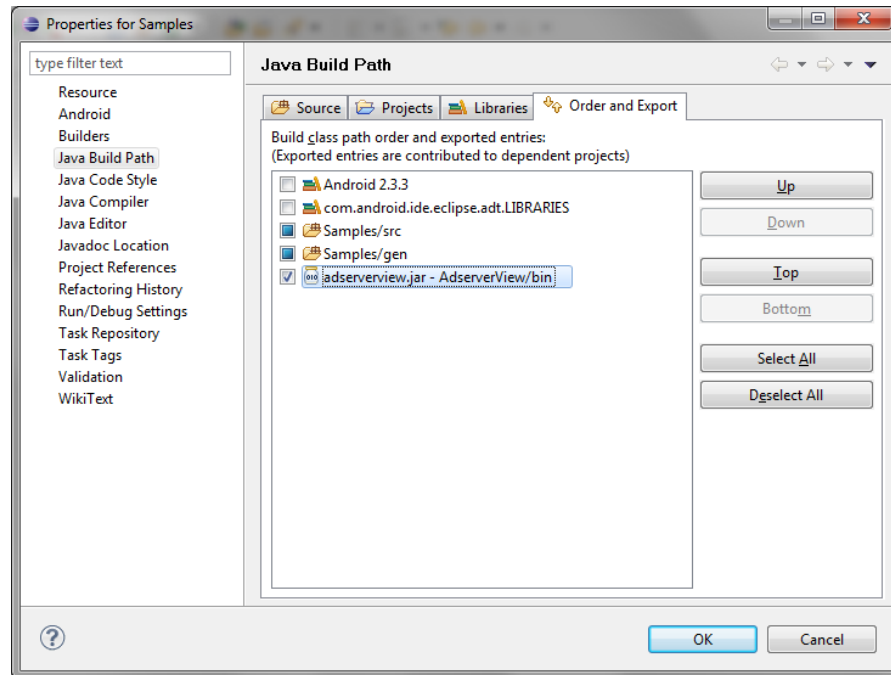 Properties for Samples
type filter text
Resource
Android
Builders
Java Build Path
Java Code Style
Java Compiler
Java Editor
Javadoc Location
Project References
Refactoring History
Run/Debug Settings
Task Repository
Task Tags
Validation
WikiText
Java Build Path
Source Projects Libraries Order and Export
Build class path order and exported entries:
(Exported entries are contributed to dependent projects)
Android 2.3.3
com.android.ide.eclipse.adt.LIBRARIES
Samples/src
Samples/gen
010 adserverview.jar - AdserverView/bin
Up
Down
Top
Bottom
Select All
Deselect All
?
OK Cancel